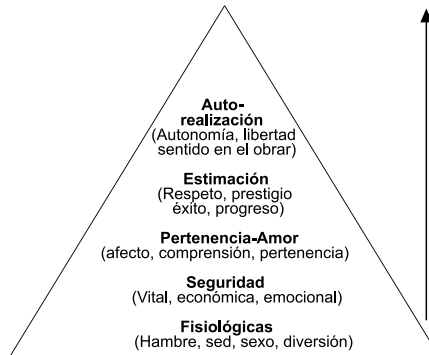 Auto-
realización
(Autonomía, libertad
sentido en el obrar)
Estimación
(Respeto, prestigio
éxito, progreso)
Pertenencia-Amor
(afecto, comprensión, pertenencia)
Seguridad
(Vital, económica, emocional)
Fisiológicas
(Hambre, sed, sexo, diversión)